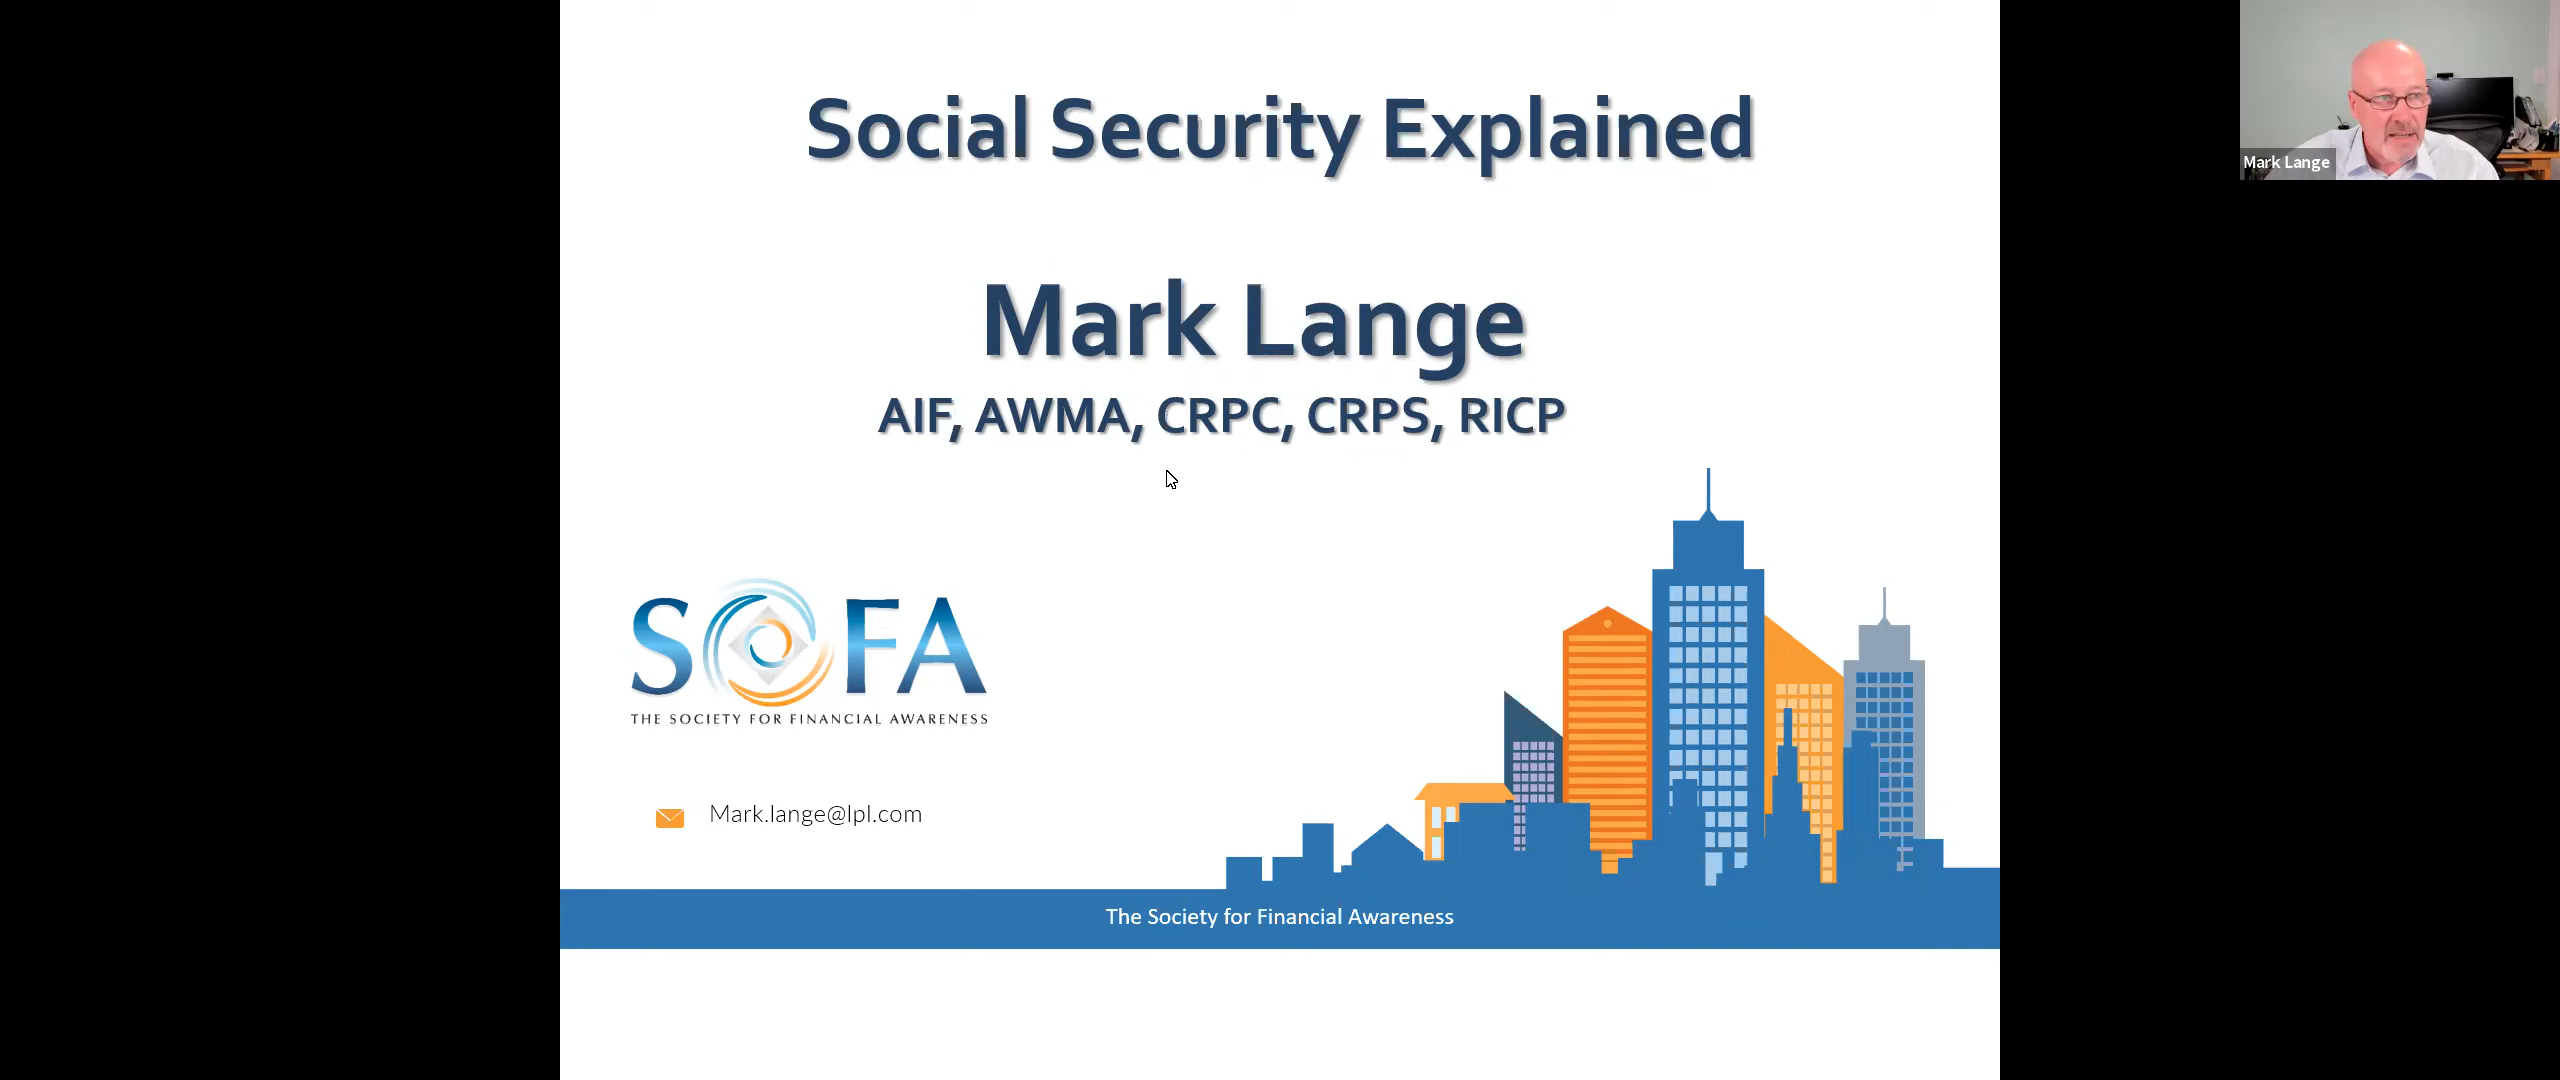 Social Security Explained
Mark Lange
Mark Lange
AIF, AWMA, CRPC, CRPS, RICP
SOFA
THE SOCIETY FOR FINANCIAL AWARENESS
Mark.lange@lpl.com
The Society for Financial Awareness